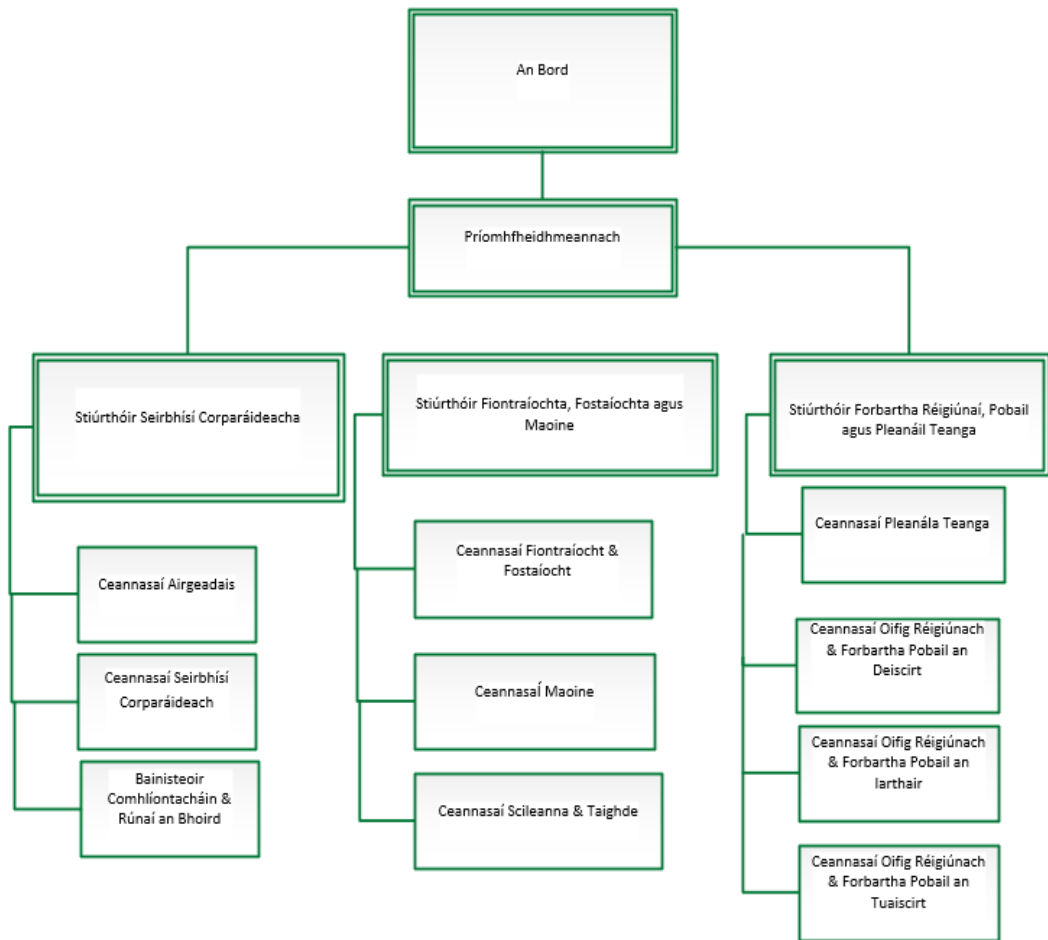 An Bord
Príomhfheidhmeannach
Stiúrthóir Seirbhísí Corparáideacha
Stiúrthóir Fiontraíochta, Fostaíochta agus
Maoine
Stiúrthóir Forbartha Réigiúnaí, Pobail
agus Pleanáil Teanga
Ceannasaí Airgeadais
Ceannasaí Seirbhísí
Corparáideach
Bainisteoir
Comhlíontacháin &
Rúnaí an Bhoird
Ceannasaí Fiontraíocht &
Fostaíocht
CeannasaÍ Maoine
Ceannasaí Scileanna & Taighde
Ceannasaí Pleanála Teanga
Ceannasaí Oifig Réigiúnach
& Forbartha Pobail an
Deiscirt
Ceannasaí Oifig Réigiúnach
& Forbartha Pobail an
Iarthair
Ceannasaí Oifig Réigiúnach
& Forbartha Pobail an
Tuaiscirt